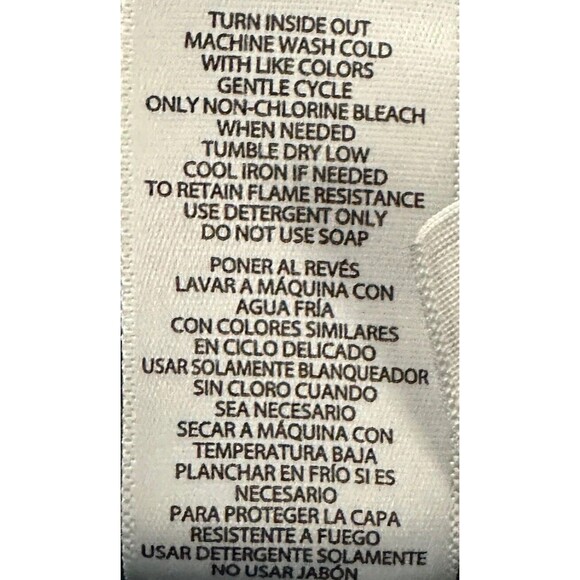 TURN INSIDE OUT
MACHINE WASH COLD
WITH LIKE COLORS
GENTLE CYCLE
ONLY NON-CHLORINE BLEACH
WHEN NEEDED
TUMBLE DRY LOW
COOL IRON IF NEEDED
TO RETAIN FLAME RESISTANCE
USE DETERGENT ONLY
DO NOT USE SOAP
PONER AL REVÉS
LAVAR A MÁQUINA CON
AGUA FRÍA
CON COLORES SIMILARES
EN CICLO DELICADO
USAR SOLAMENTE BLANQUEADOR
SIN CLORO CUANDO
SEA NECESARIO
SECAR A MÁQUINA CON
TEMPERATURA BAJA
PLANCHAR EN FRÍO SI ES
NECESARIO
PARA PROTEGER LA CAPA
RESISTENTE A FUEGO
USAR DETERGENTE SOLAMENTE
NO USAR JABÓN